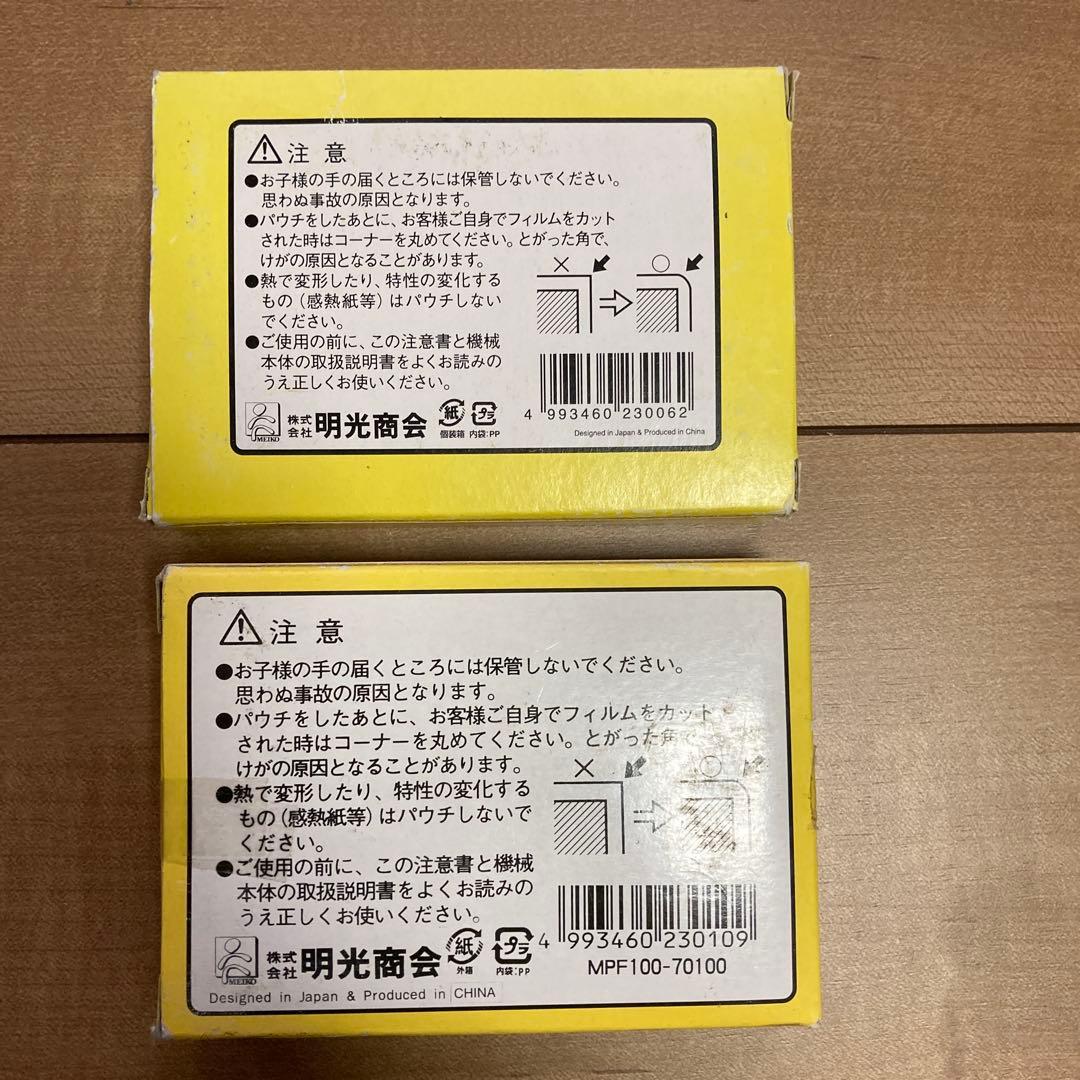 注意
●お子様の手の届くところには保管しないでください。
思わぬ事故の原因となります。
●パウチをしたあとに、お客様ご自身でフィルムをカット
された時はコーナーを丸めてください。とがった角で、
けがの原因となることがあります。
●熱で変形したり、特性の変化する
もの（感熱紙等）はパウチしない
でください。
●ご使用の前に、この注意書と機械
本体の取扱説明書をよくお読みの
うえ正しくお使いください。
× ○
4 993460 230062
MEIKO
株式会社 明光商会
紙 個装箱
プラ 内袋:PP
Designed in Japan & Produced in China
注意
●お子様の手の届くところには保管しないでください。
思わぬ事故の原因となります。
●パウチをしたあとに、お客様ご自身でフィルムをカット
された時はコーナーを丸めてください。とがった角で
けがの原因となることがあります。
●熱で変形したり、特性の変化する
もの（感熱紙等）はパウチしないで
ください。
●ご使用の前に、この注意書と機械
本体の取扱説明書をよくお読みの
うえ正しくお使いください。
× ○
4 993460 230109
MPF100-70100
MEIKO
株式会社 明光商会
紙 外箱
プラ 内袋:PP
Designed in Japan & Produced in CHINA